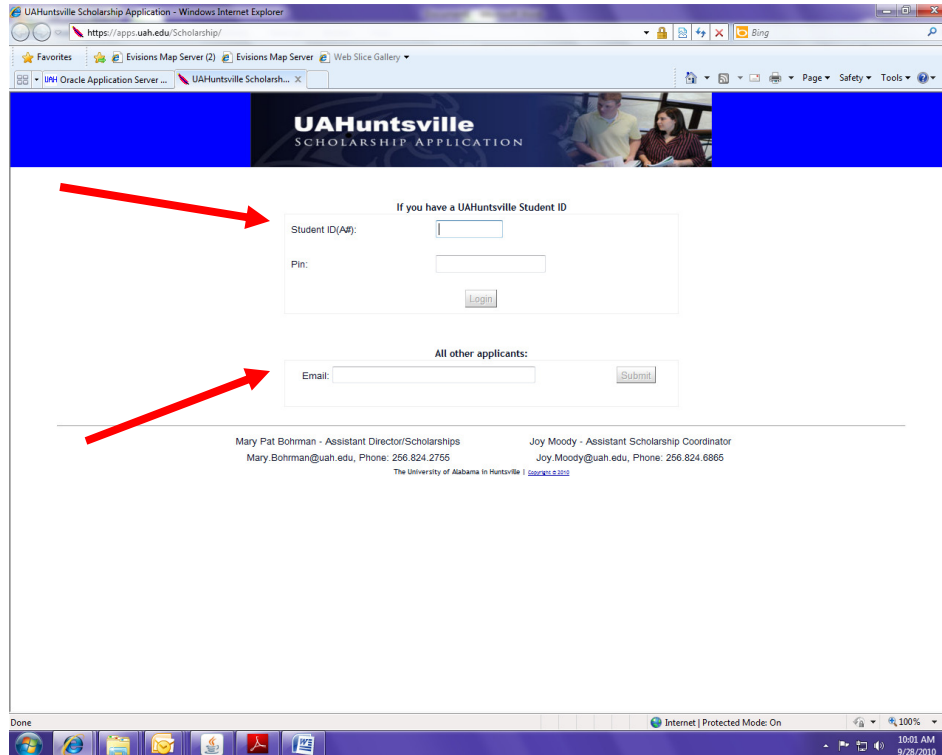 UAHuntsville Scholarship Application - Windows Internet Explorer
https://apps.uah.edu/Scholarship/
Bing
Favorites Evisions Map Server (2) Evisions Map Server Web Slice Gallery
UAH Oracle Application Server ... UAHuntsville Scholarsh... X Page Safety Tools
UAHuntsville
SCHOLARSHIP APPLICATION
If you have a UAHuntsville Student ID
Student ID(A#):
Pin:
Login
All other applicants:
Email: Submit
Mary Pat Bohrman - Assistant Director/Scholarships Joy Moody - Assistant Scholarship Coordinator
Mary.Bohrman@uah.edu, Phone: 256.824.2755 Joy.Moody@uah.edu, Phone: 256.824.6865
The University of Alabama in Huntsville | Copyright © 2010
Done Internet | Protected Mode: On 100%
10:01 AM
9/28/2010